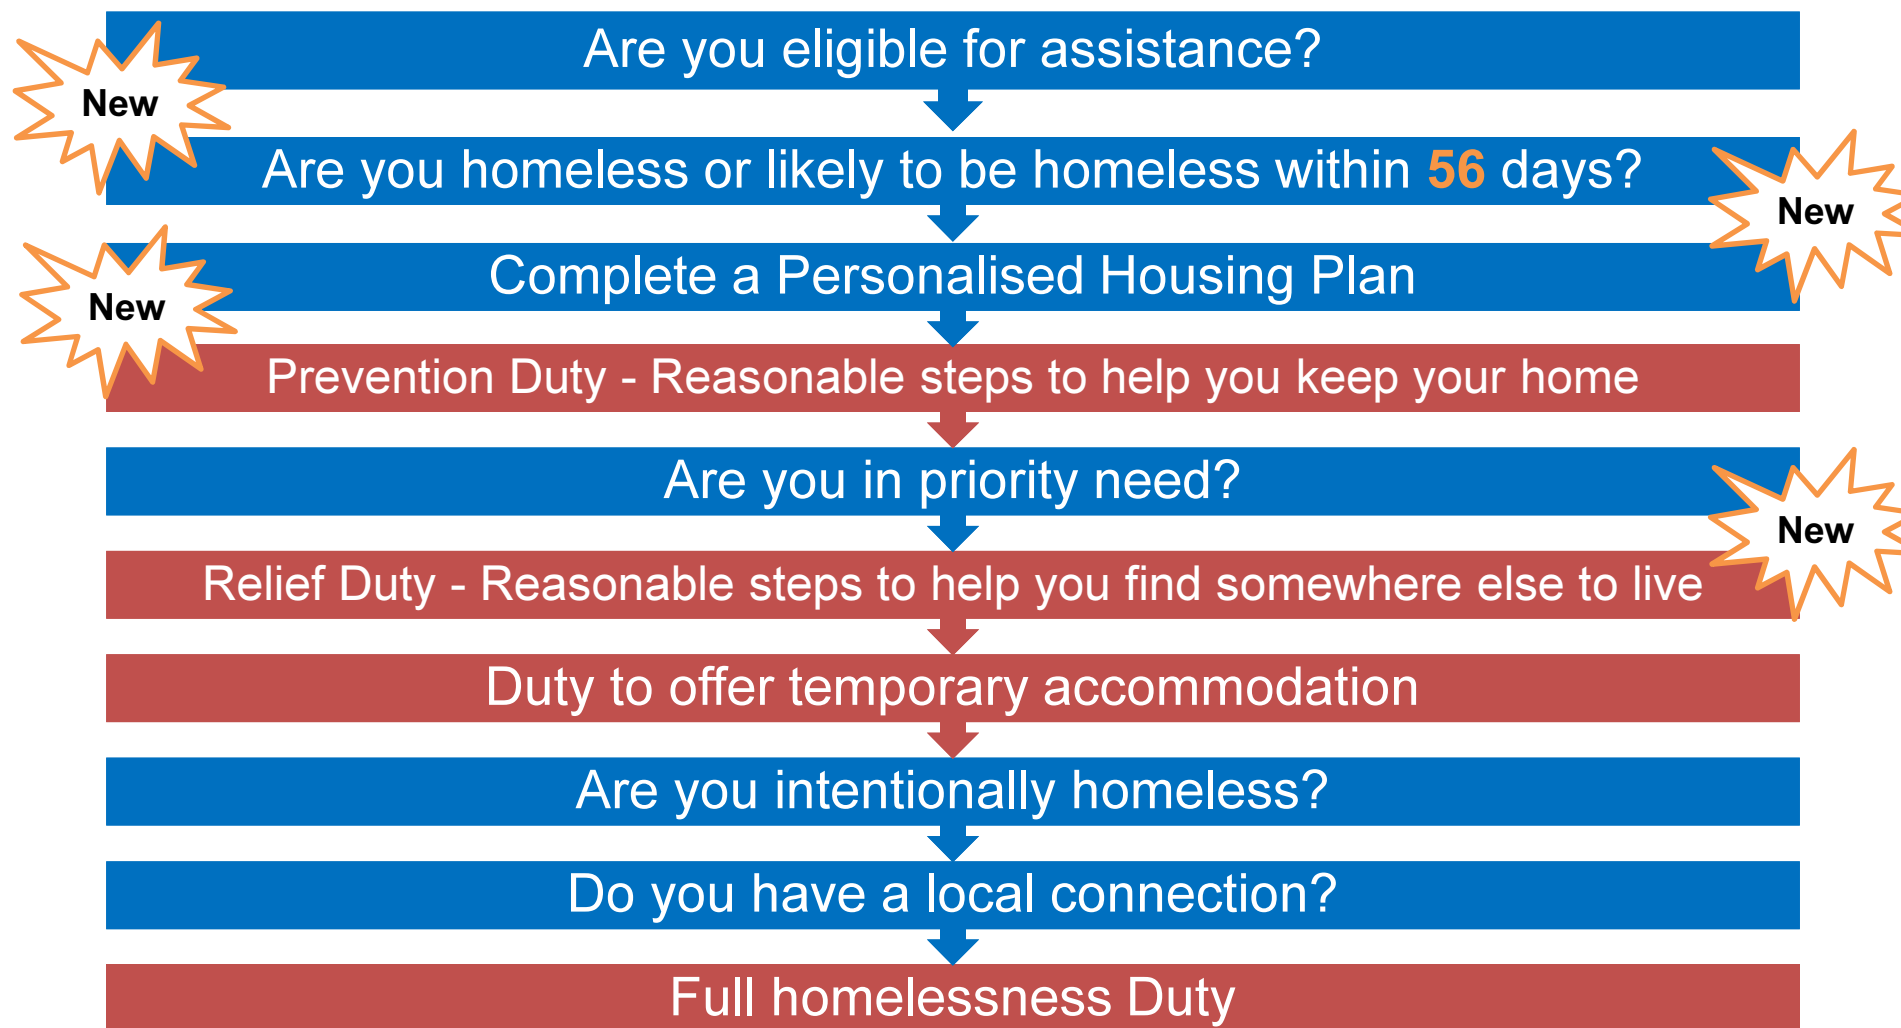 Are you eligible for assistance?
New
Are you homeless or likely to be homeless within 56 days?
New
Complete a Personalised Housing Plan
New
Prevention Duty - Reasonable steps to help you keep your home
Are you in priority need?
New
Relief Duty - Reasonable steps to help you find somewhere else to live
Duty to offer temporary accommodation
Are you intentionally homeless?
Do you have a local connection?
Full homelessness Duty